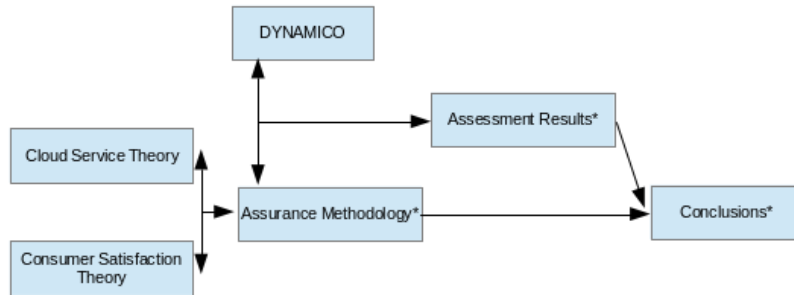 DYNAMICO
Assessment Results*
Cloud Service Theory
Assurance Methodology*
Conclusions*
Consumer Satisfaction
Theory